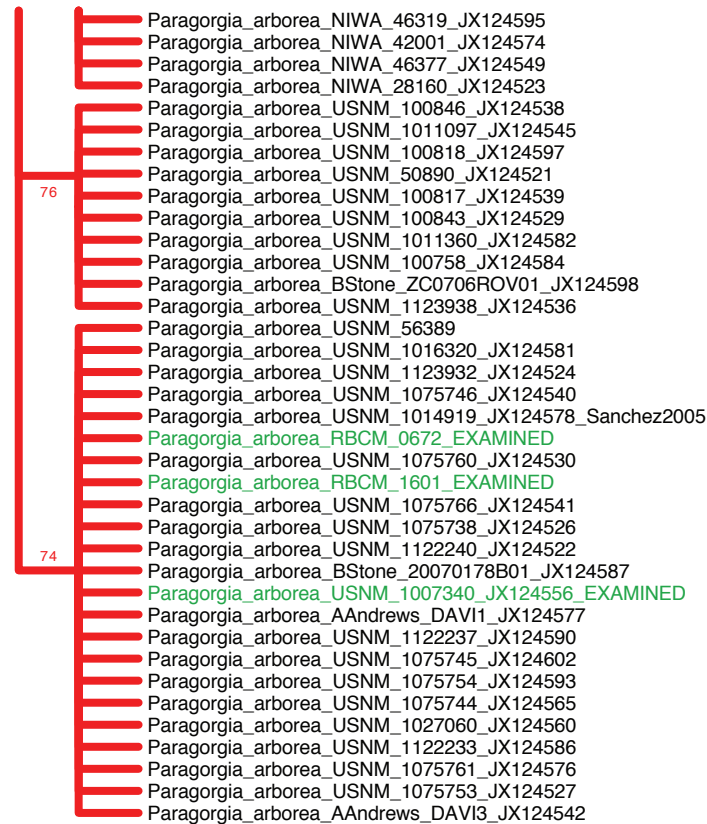 Paragorgia_arborea_NIWA_46319_JX124595
Paragorgia_arborea_NIWA_42001_JX124574
Paragorgia_arborea_NIWA_46377_JX124549
Paragorgia_arborea_NIWA_28160_JX124523
Paragorgia_arborea_USNM_100846_JX124538
Paragorgia_arborea_USNM_1011097_JX124545
Paragorgia_arborea_USNM_100818_JX124597
Paragorgia_arborea_USNM_50890_JX124521
76
Paragorgia_arborea_USNM_100817_JX124539
Paragorgia_arborea_USNM_100843_JX124529
Paragorgia_arborea_USNM_1011360_JX124582
Paragorgia_arborea_USNM_100758_JX124584
Paragorgia_arborea_BStone_ZC0706ROV01_JX124598
Paragorgia_arborea_USNM_1123938_JX124536
Paragorgia_arborea_USNM_56389
Paragorgia_arborea_USNM_1016320_JX124581
Paragorgia_arborea_USNM_1123932_JX124524
Paragorgia_arborea_USNM_1075746_JX124540
Paragorgia_arborea_USNM_1014919_JX124578_Sanchez2005
Paragorgia_arborea_RBCM_0672_EXAMINED
Paragorgia_arborea_USNM_1075760_JX124530
Paragorgia_arborea_RBCM_1601_EXAMINED
Paragorgia_arborea_USNM_1075766_JX124541
Paragorgia_arborea_USNM_1075738_JX124526
Paragorgia_arborea_USNM_1122240_JX124522
74
Paragorgia_arborea_BStone_20070178B01_JX124587
Paragorgia_arborea_USNM_1007340_JX124556_EXAMINED
Paragorgia_arborea_AAndrews_DAVI1_JX124577
Paragorgia_arborea_USNM_1122237_JX124590
Paragorgia_arborea_USNM_1075745_JX124602
Paragorgia_arborea_USNM_1075754_JX124593
Paragorgia_arborea_USNM_1075744_JX124565
Paragorgia_arborea_USNM_1027060_JX124560
Paragorgia_arborea_USNM_1122233_JX124586
Paragorgia_arborea_USNM_1075761_JX124576
Paragorgia_arborea_USNM_1075753_JX124527
Paragorgia_arborea_AAndrews_DAVI3_JX124542